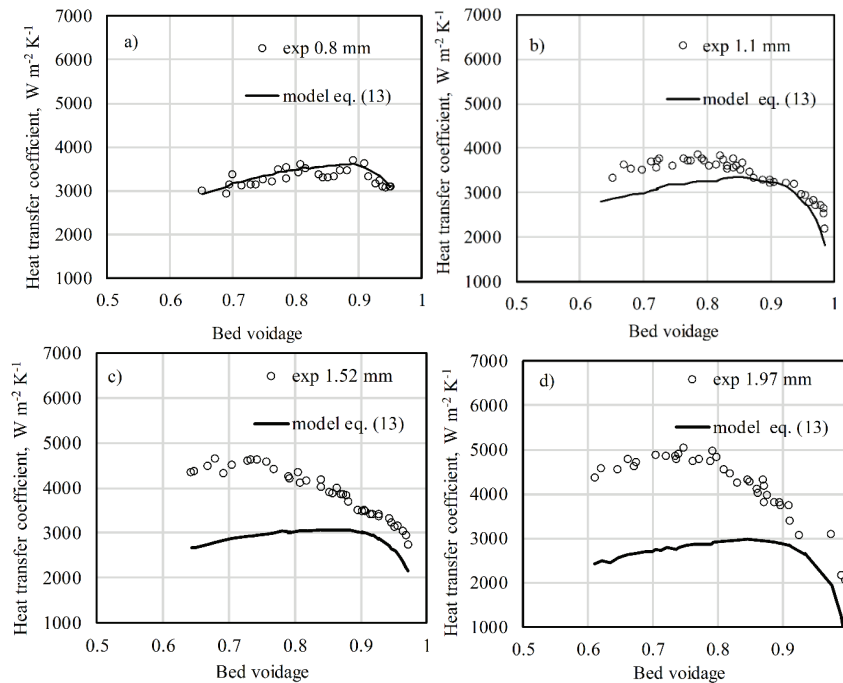 a)
exp 0.8 mm
model eq. (13)
Heat transfer coefficient, W m⁻² K⁻¹
7000
6000
5000
4000
3000
2000
1000
0.5 0.6 0.7 0.8 0.9 1
Bed voidage
b)
exp 1.1 mm
model eq. (13)
Heat transfer coefficient, W m⁻² K⁻¹
7000
6000
5000
4000
3000
2000
1000
0.5 0.6 0.7 0.8 0.9 1
Bed voidage
c)
exp 1.52 mm
model eq. (13)
Heat transfer coefficient, W m⁻² K⁻¹
7000
6000
5000
4000
3000
2000
1000
0.5 0.6 0.7 0.8 0.9 1
Bed voidage
d)
exp 1.97 mm
model eq. (13)
Heat transfer coefficient, W m⁻² K⁻¹
7000
6000
5000
4000
3000
2000
1000
0.5 0.6 0.7 0.8 0.9
Bed voidage